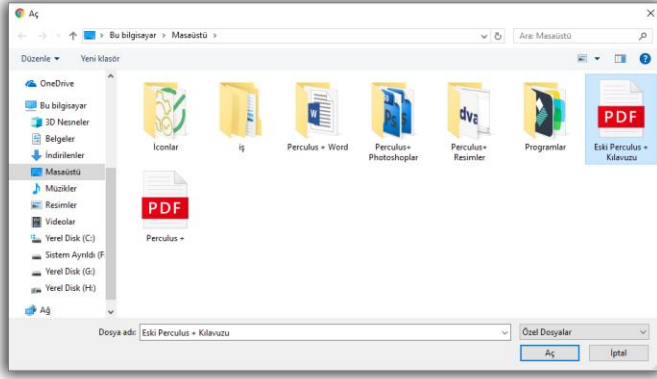 Aç
Bu bilgisayar > Masaüstü >
Ara: Masaüstü
Düzenle
Yeni klasör
OneDrive
Bu bilgisayar
3D Nesneler
Belgeler
İndirilenler
Masaüstü
Müzikler
Resimler
Videolar
Yerel Disk (C:)
Sistem Ayrıldı (F
Yerel Disk (G:)
Yerel Disk (H:)
Ağ
İconlar
iş
Perculus + Word
Perculus+
Photoshoplar
dva
Perculus+
Resimler
Programlar
PDF
Eski Perculus +
Kılavuzu
PDF
Perculus +
Dosya adı: Eski Perculus + Kılavuzu
Özel Dosyalar
Aç
İptal